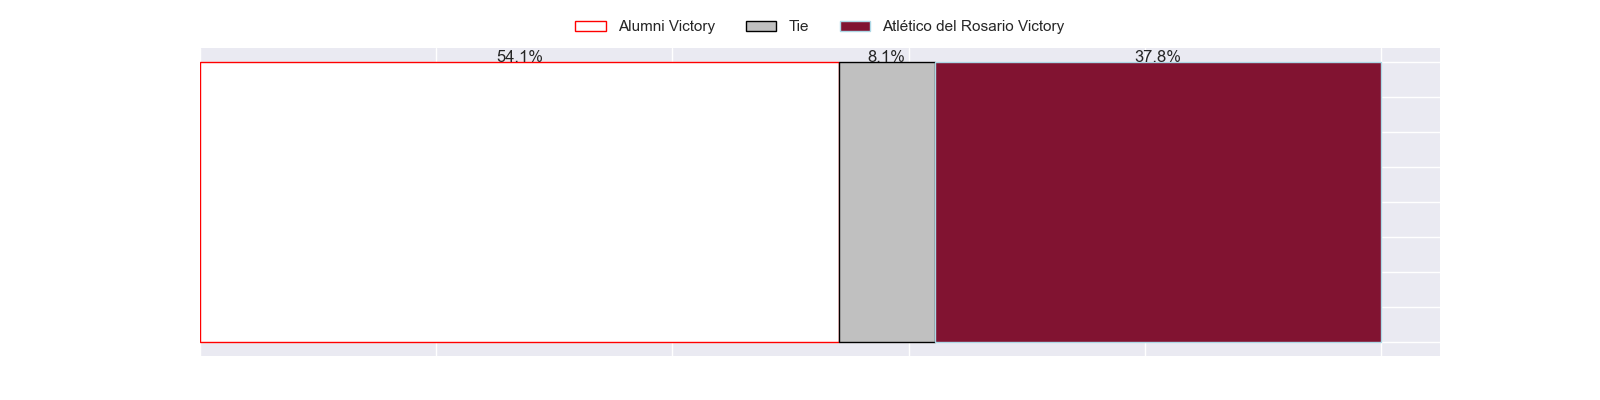 Alumni Victory Tie Atlético del Rosario Victory
54.1% 8.1% 37.8%